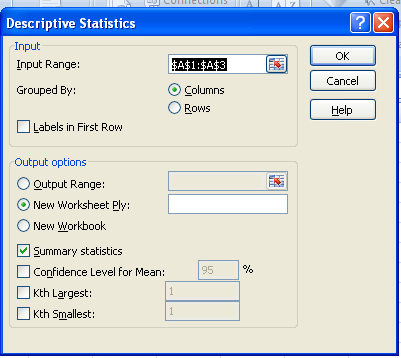 Connections
Clea
Descriptive Statistics
?
Input
Input Range:
$A$1:$A$3
Grouped By:
Columns
Rows
Labels in First Row
OK
Cancel
Help
Output options
Output Range:
New Worksheet Ply:
New Workbook
Summary statistics
Confidence Level for Mean:
95
%
Kth Largest:
1
Kth Smallest:
1